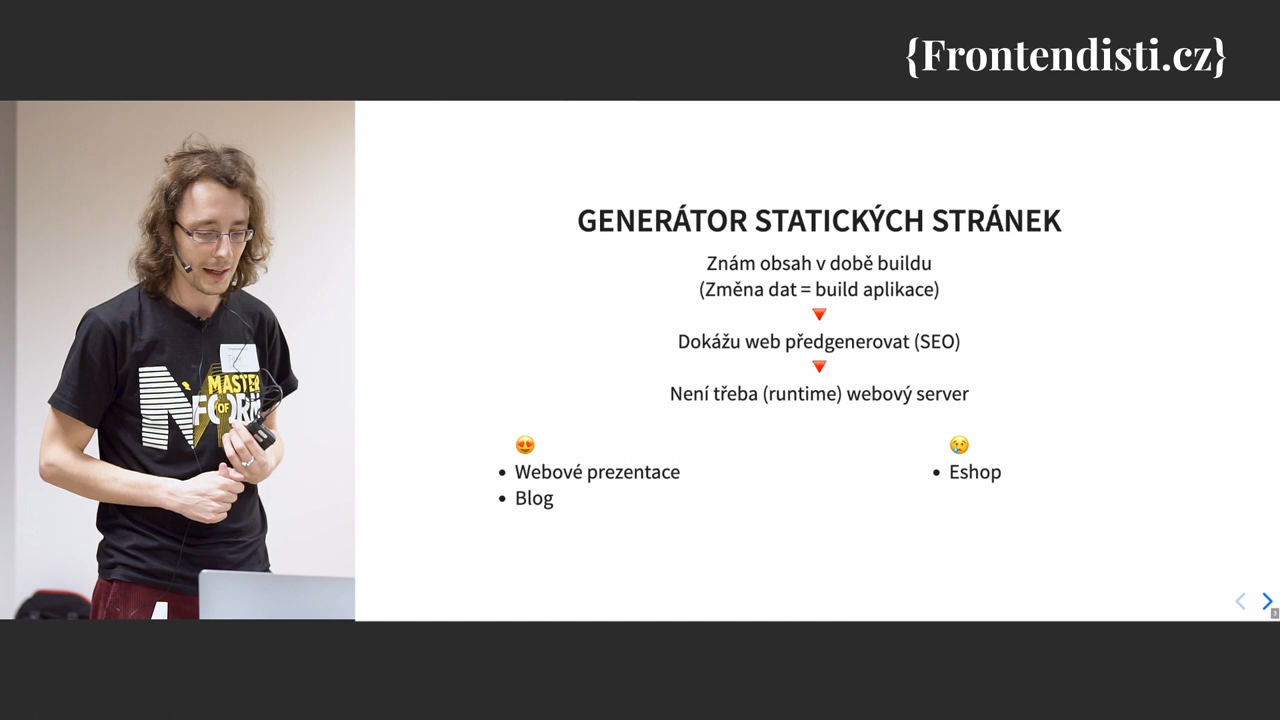 {Frontendisti.cz}
GENERÁTOR STATICKÝCH STRÁNEK
Znám obsah v době buildu
(Změna dat = build aplikace)
Dokážu web předgenerovat (SEO)
Není třeba (runtime) webový server
• Webové prezentace
• Blog
• Eshop
MASTER
OF